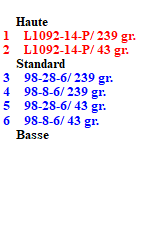 Haute
1 L1092-14-P/ 239 gr.
2 L1092-14-P/ 43 gr.
Standard
3 98-28-6/ 239 gr.
4 98-8-6/ 239 gr.
5 98-28-6/ 43 gr.
6 98-8-6/ 43 gr.
Basse